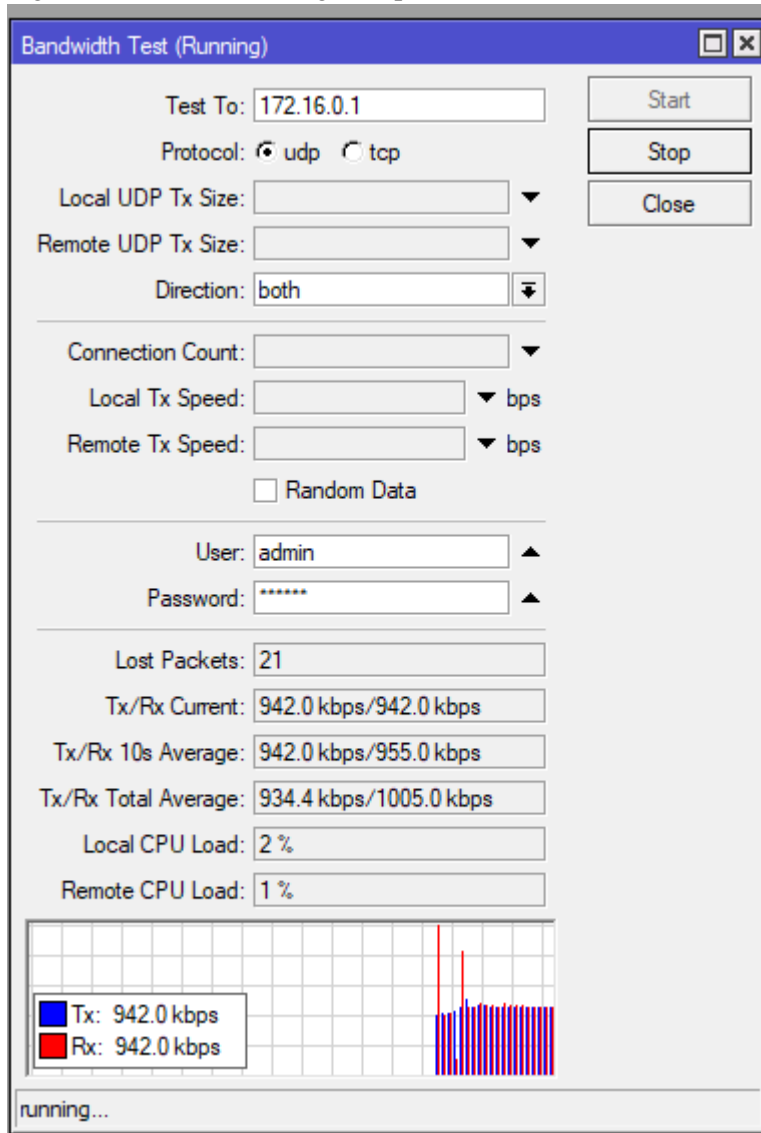 Bandwidth Test (Running)
Test To: 172.16.0.1
Start
Protocol: udp tcp
Stop
Local UDP Tx Size:
Close
Remote UDP Tx Size:
Direction: both
Connection Count:
Local Tx Speed: bps
Remote Tx Speed: bps
Random Data
User: admin
Password: ******
Lost Packets: 21
Tx/Rx Current: 942.0 kbps/942.0 kbps
Tx/Rx 10s Average: 942.0 kbps/955.0 kbps
Tx/Rx Total Average: 934.4 kbps/1005.0 kbps
Local CPU Load: 2 %
Remote CPU Load: 1 %
Tx: 942.0 kbps
Rx: 942.0 kbps
running...